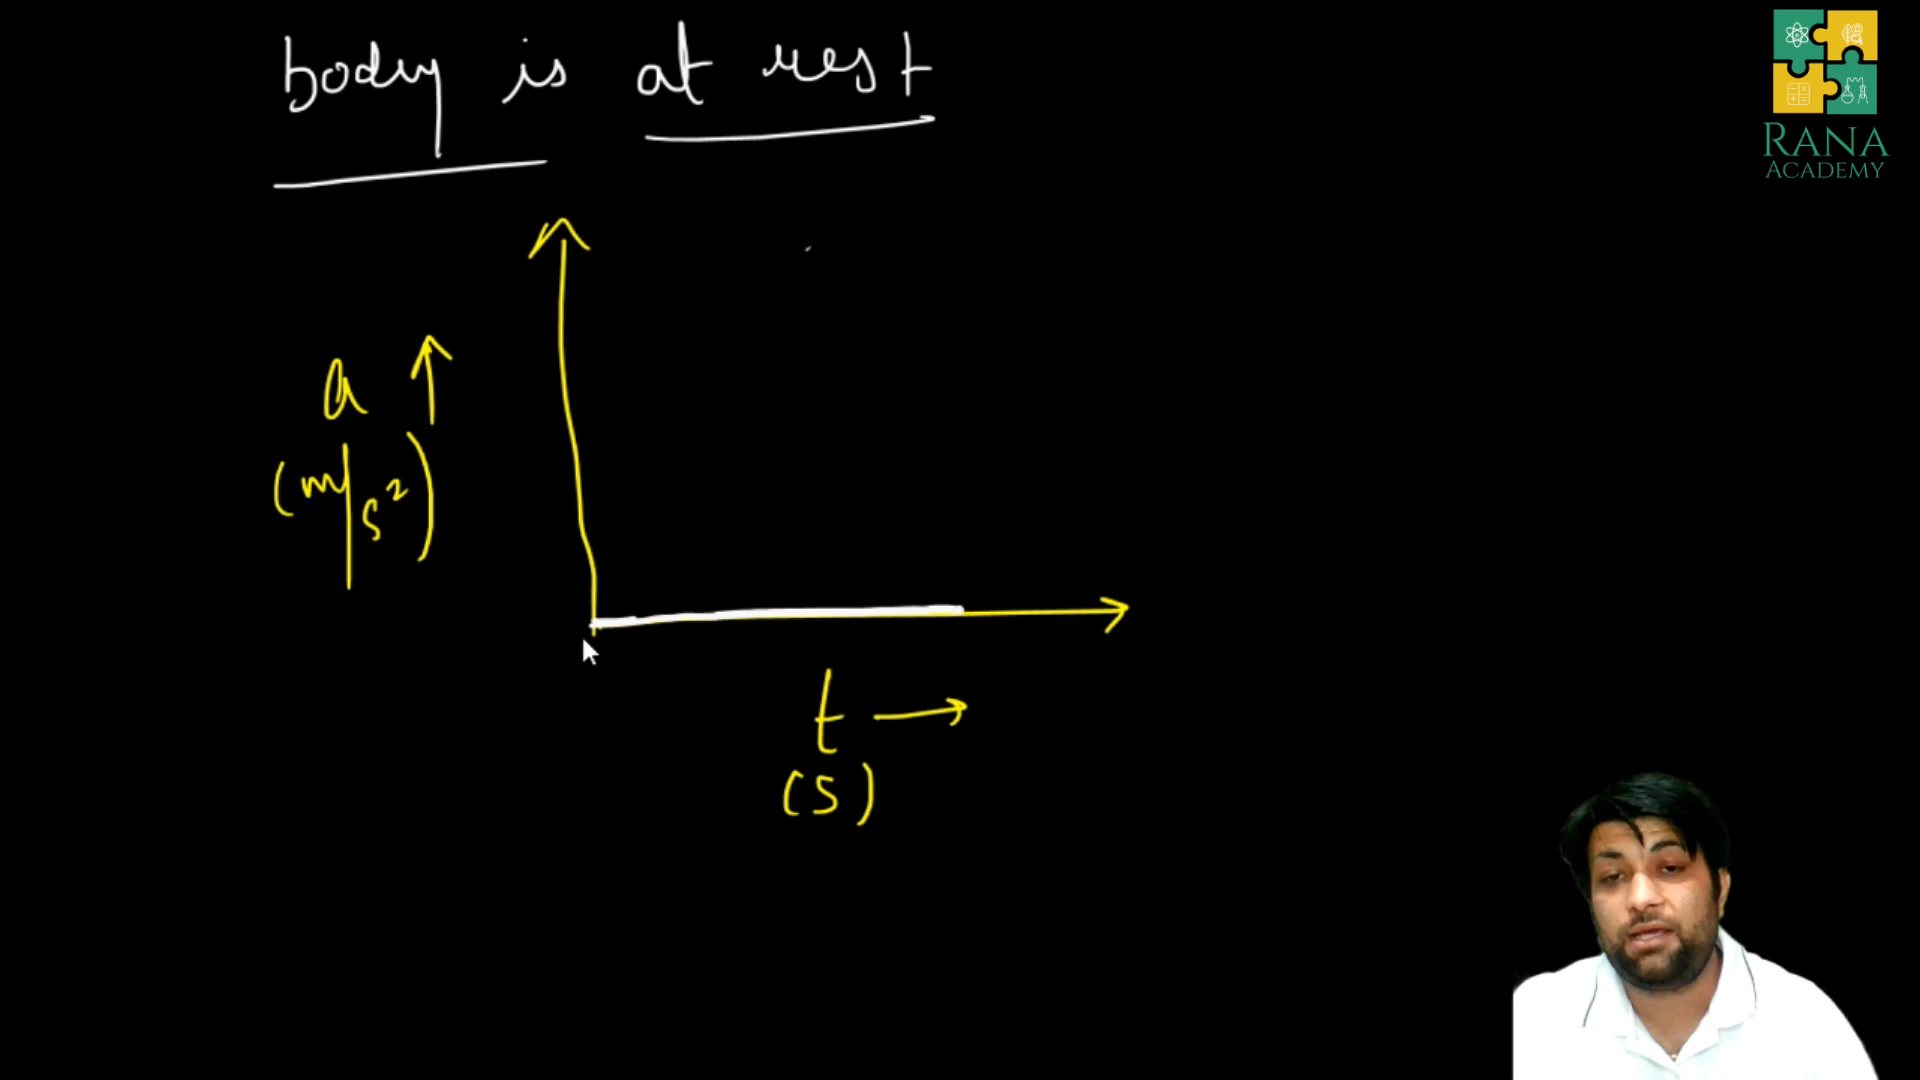 body is at rest
RANA
ACADEMY
a
(m/s²)
t
(s)